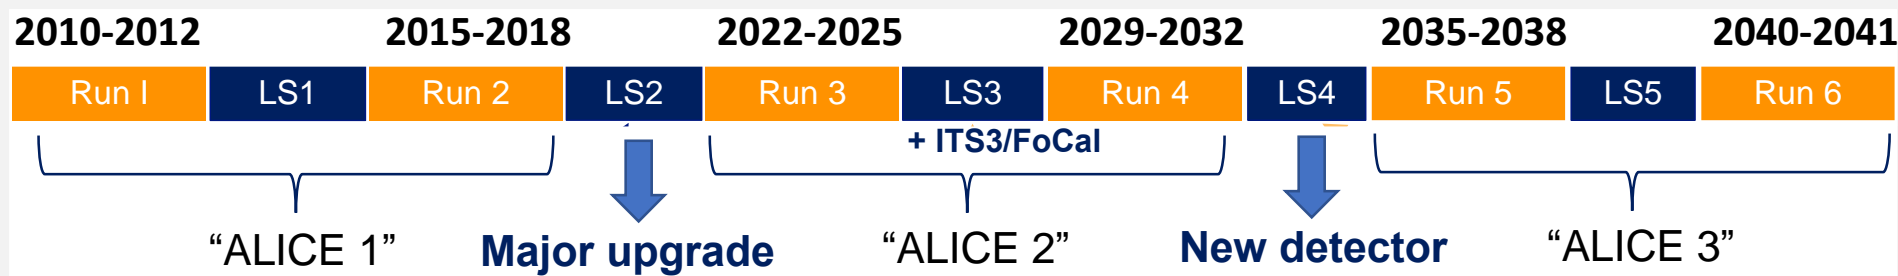 2010-2012 2015-2018 2022-2025 2029-2032 2035-2038 2040-2041
Run I LS1 Run 2 LS2 Run 3 LS3 Run 4 LS4 Run 5 LS5 Run 6
+ ITS3/FoCal
“ALICE 1” Major upgrade “ALICE 2” New detector “ALICE 3”